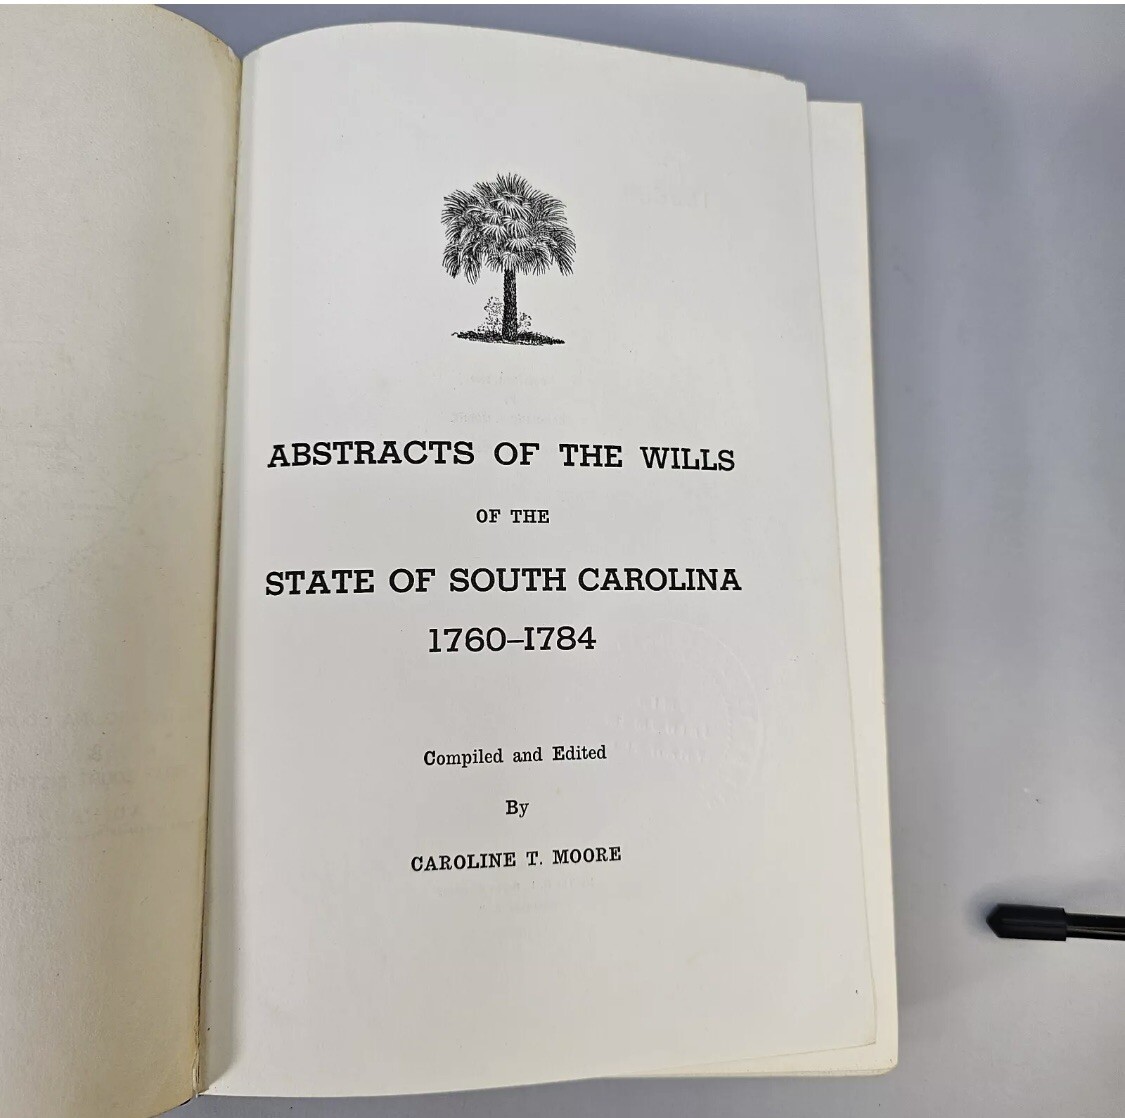 ABSTRACTS OF THE WILLS
OF THE
STATE OF SOUTH CAROLINA
1760–1784
Compiled and Edited
By
CAROLINE T. MOORE